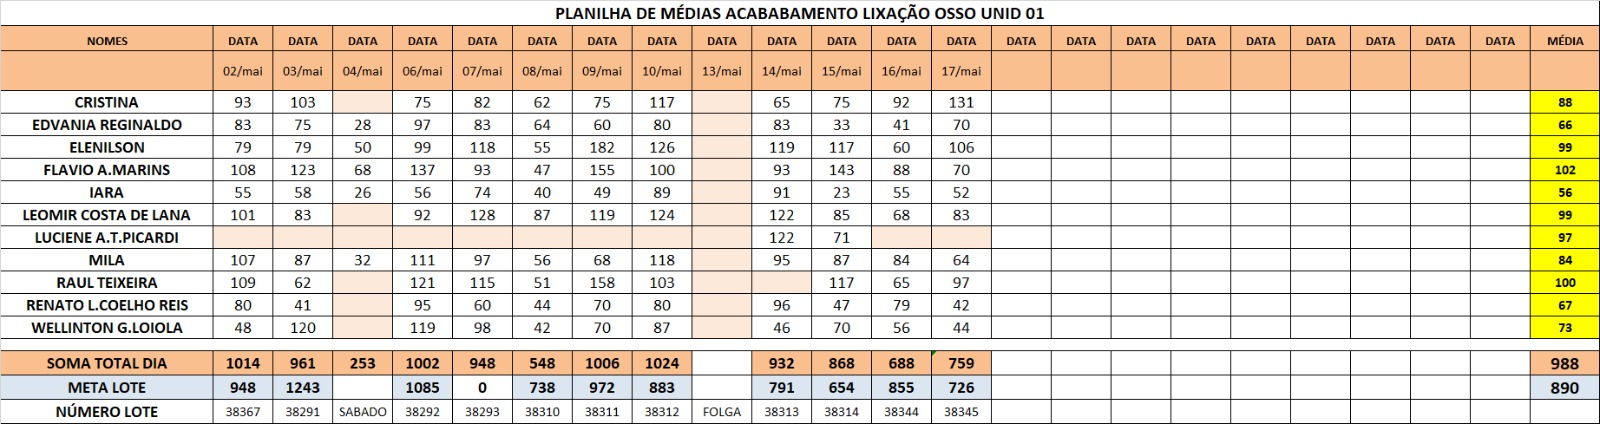 PLANILHA DE MÉDIAS ACABABAMENTO LIXAÇÃO OSSO UNID 01
NOMES DATA DATA DATA DATA DATA DATA DATA DATA DATA DATA DATA DATA DATA DATA DATA DATA DATA DATA DATA DATA DATA DATA MÉDIA
02/mai 03/mai 04/mai 06/mai 07/mai 08/mai 09/mai 10/mai 13/mai 14/mai 15/mai 16/mai 17/mai
CRISTINA 93 103 75 82 62 75 117 65 75 92 131 88
EDVANIA REGINALDO 83 75 28 97 83 64 60 80 83 33 41 70 66
ELENILSON 79 79 50 99 118 55 182 126 119 117 60 106 99
FLAVIO A.MARINS 108 123 68 137 93 47 155 100 93 143 88 70 102
IARA 55 58 26 56 74 40 49 89 91 23 55 52 56
LEOMIR COSTA DE LANA 101 83 92 128 87 119 124 122 85 68 83 99
LUCIENE A.T.PICARDI 122 71 97
MILA 107 87 32 111 97 56 68 118 95 87 84 64 84
RAUL TEIXEIRA 109 62 121 115 51 158 103 117 65 97 100
RENATO L.COELHO REIS 80 41 95 60 44 70 80 96 47 79 42 67
WELLINTON G.LOIOLA 48 120 119 98 42 70 87 46 70 56 44 73
SOMA TOTAL DIA 1014 961 253 1002 948 548 1006 1024 932 868 688 759 988
META LOTE 948 1243 1085 0 738 972 883 791 654 855 726 890
NÚMERO LOTE 38367 38291 SABADO 38292 38293 38310 38311 38312 FOLGA 38313 38314 38344 38345